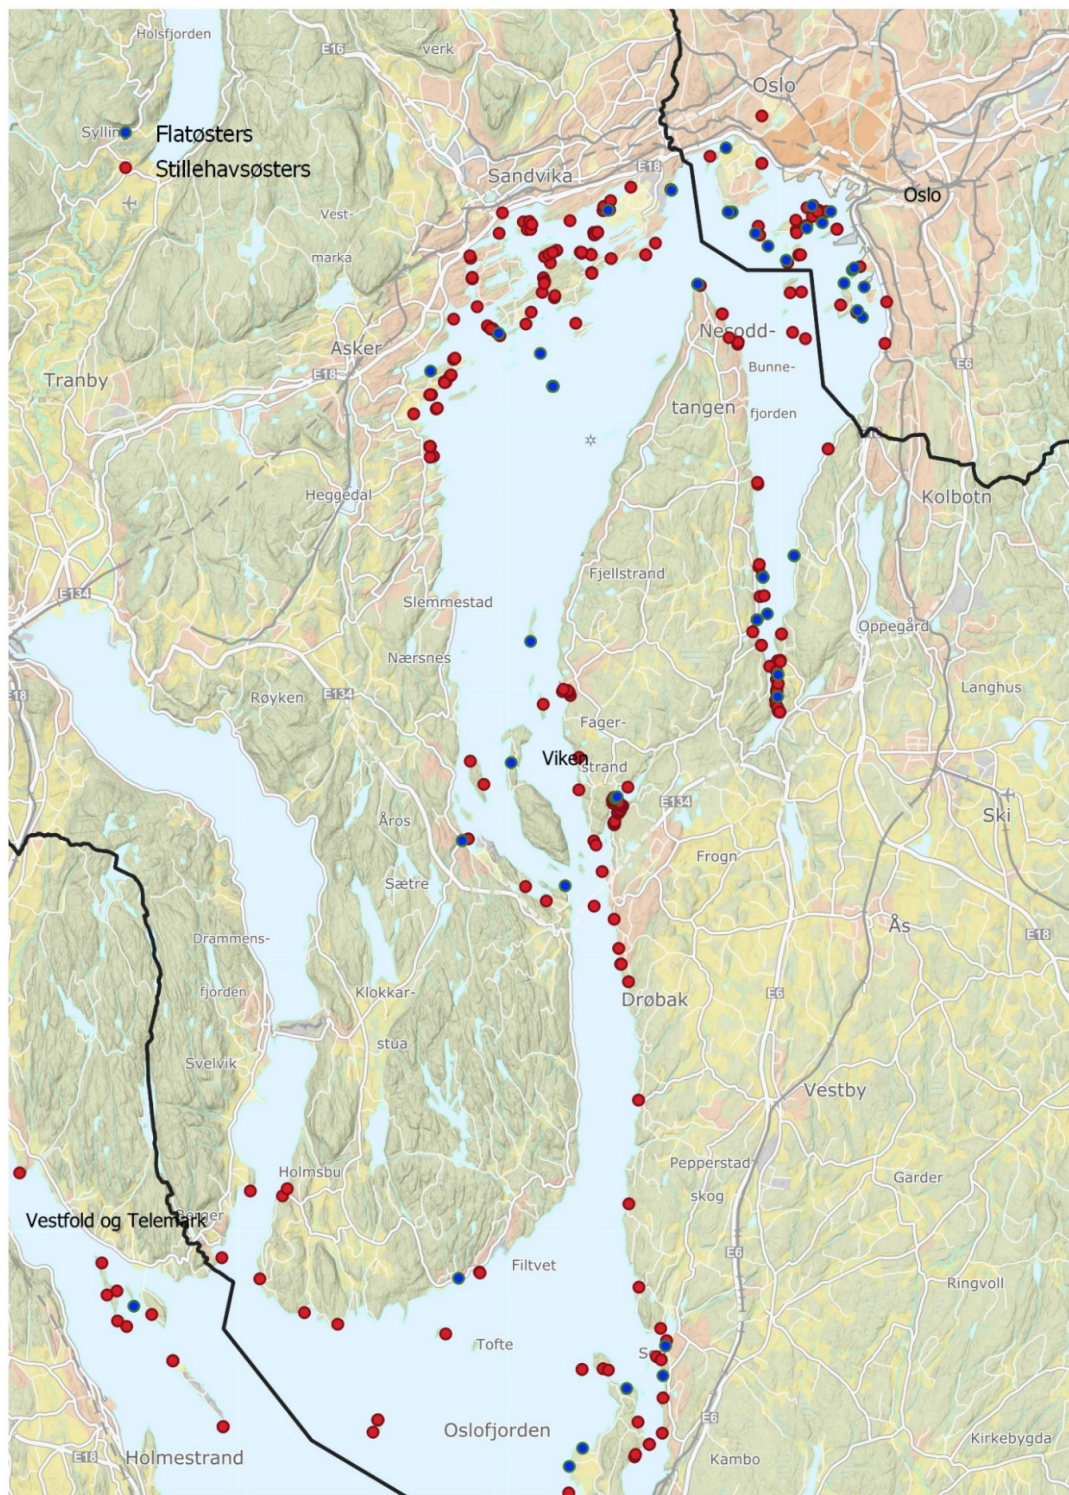 Holsfjorden
E16
verk
Oslo
Flatøsters
Stillehavsøsters
E18
Sandvika
Oslo
Vest-
marka
Asker
Nesodd-
tangen
Bunne-
fjorden
Tranby
E18
E6
Heggedal
Kolbotn
Fjellstrand
E134
Slemmestad
Oppegård
Nærsnes
Langhus
E18
Røyken
E134
Fager-
strand
Viken
E134
Ski
Åros
Frogn
Sætre
Ås
E18
Drammens-
fjorden
Klokkar-
stua
Drøbak
E6
Svelvik
Vestby
Holmsbu
Pepperstad
skog
Garder
Vestfold og Telemark
E6
Filtvet
Ringvoll
Tofte
Oslofjorden
E6
Kirkebygda
E18
Holmestrand
Kambo